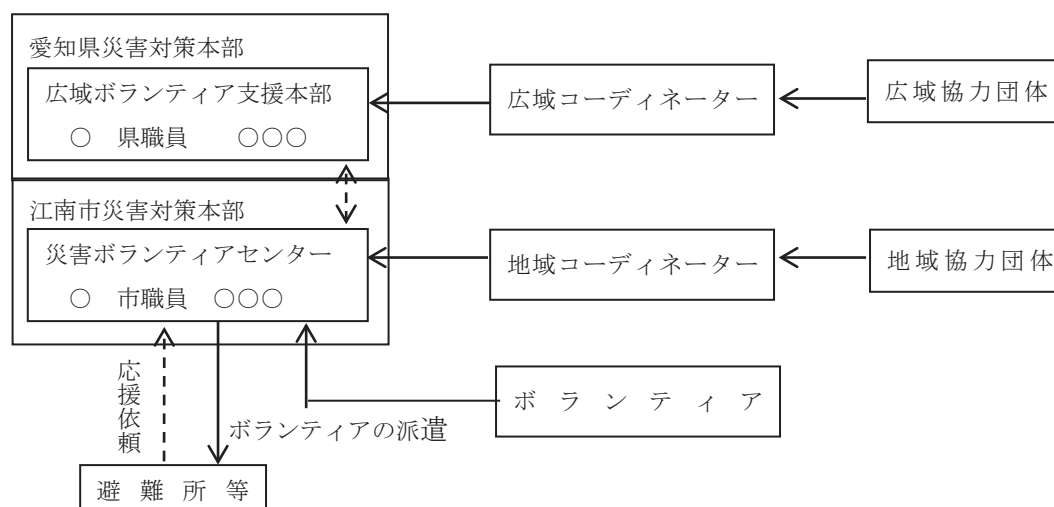 愛知県災害対策本部
広域ボランティア支援本部
○ 県職員 ○○○
広域コーディネーター
広域協力団体
江南市災害対策本部
災害ボランティアセンター
○ 市職員 ○○○
地域コーディネーター
地域協力団体
応援依頼
ボランティアの派遣
ボランティア
避難所等